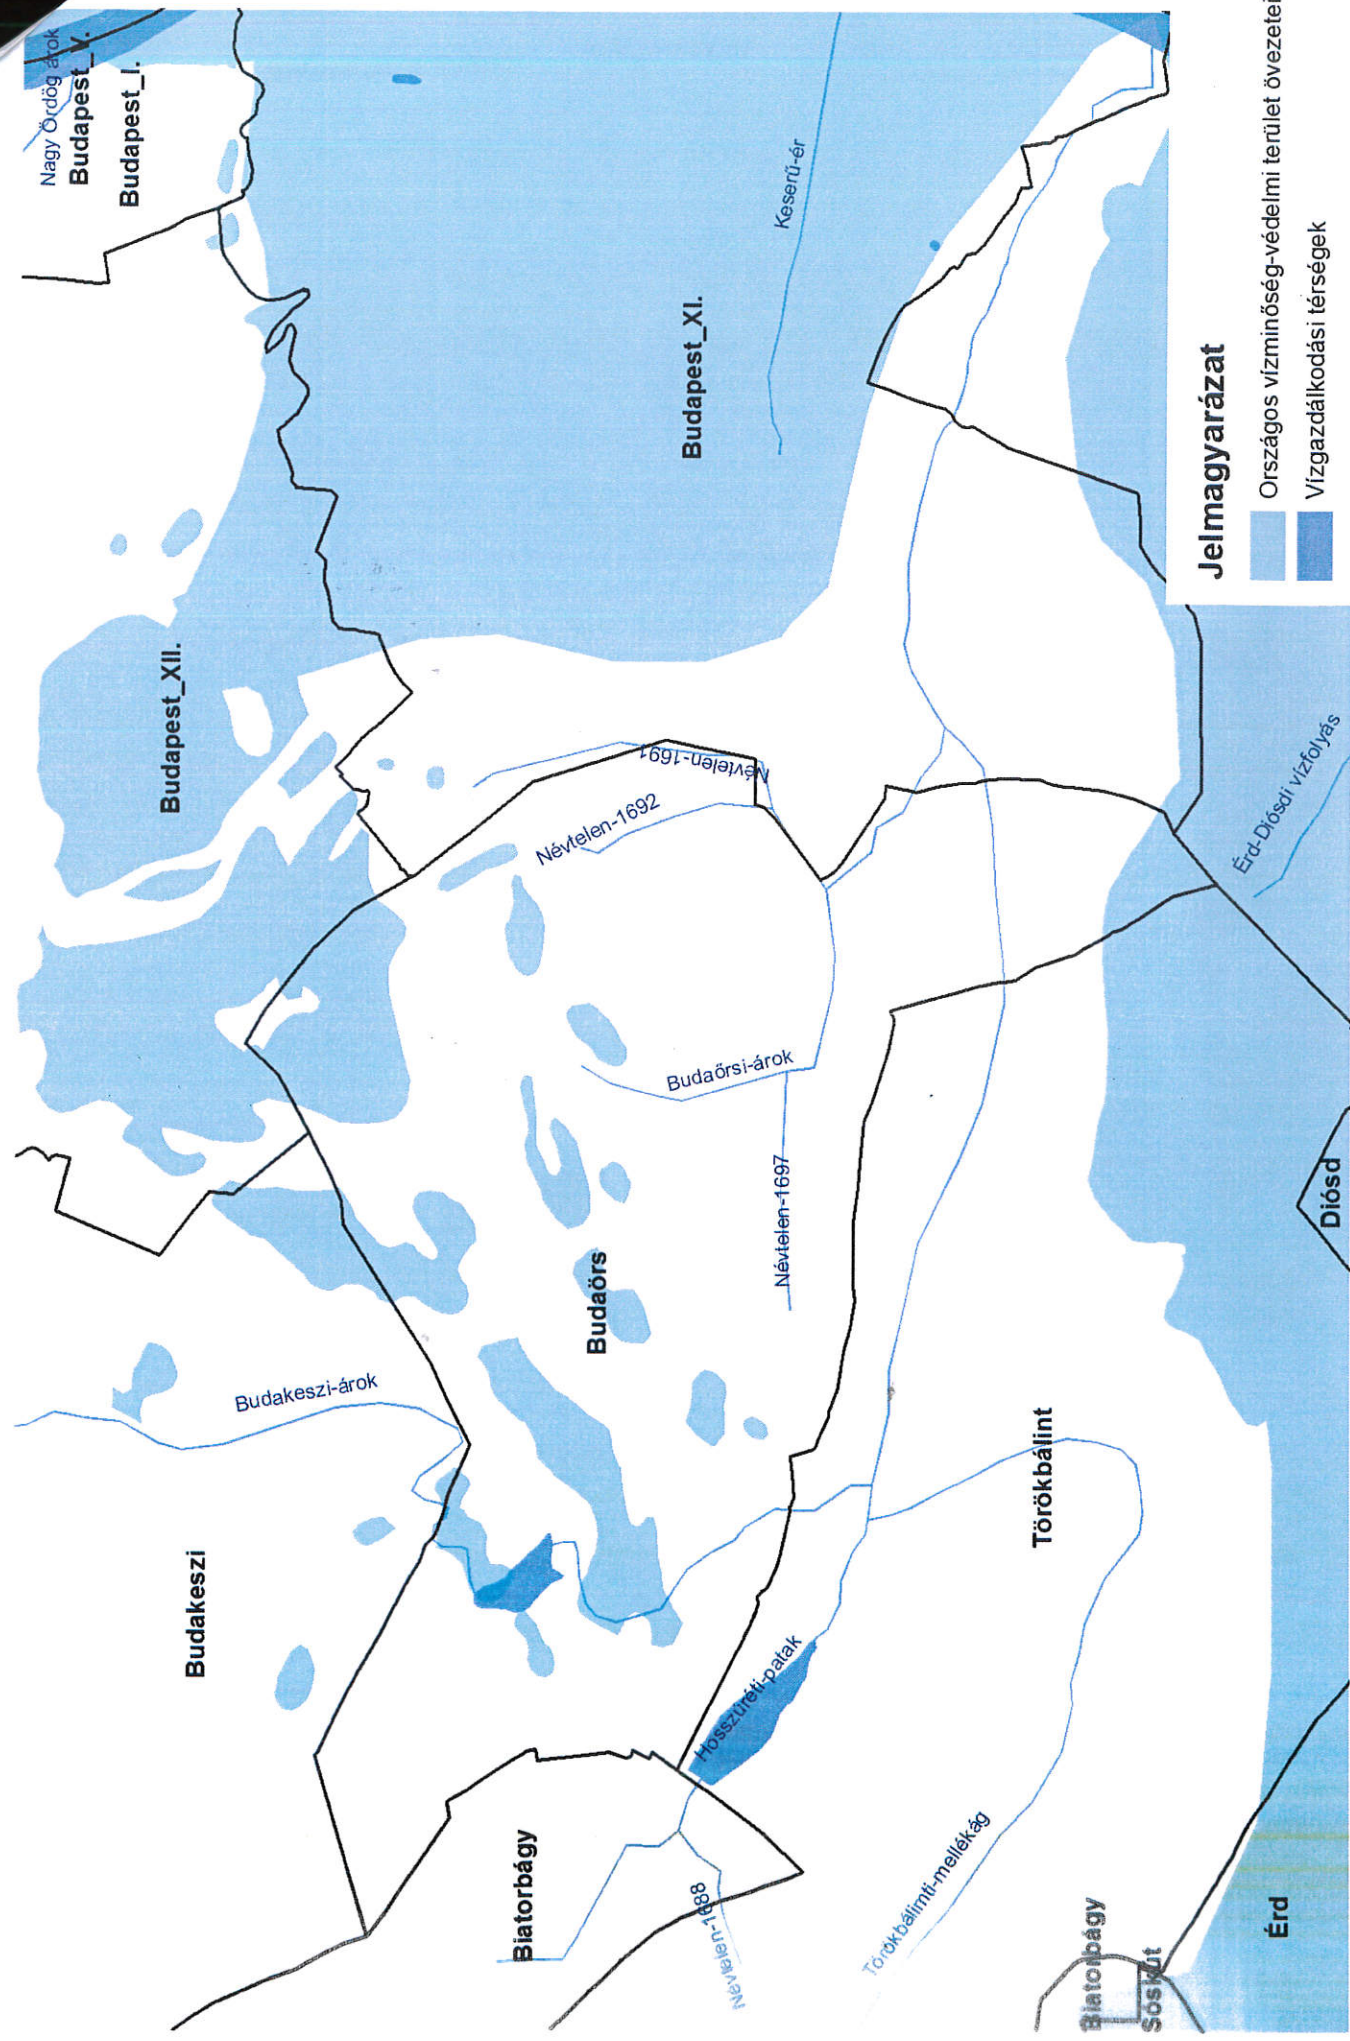 Nagy Ördög árok
Budapest_V.
Budapest_I.
Budapest_XII.
Budakeszi
Budakeszi-árok
Keserű-ér
Budapest_XI.
Névtelen-1691
Névtelen-1692
Budaörsi-árok
Névtelen-1697
Budaörs
Biatorbágy
Névtelen-1688
Hosszúréti-patak
Törökbálint
Törökbálinti-mellékág
Érd-Diósdi vízfolyás
Diósd
Biatorbágy
Sóskút
Érd
Jelmagyarázat
Országos vízminőség-védelmi terület övezetei
Vízgazdálkodási térségek